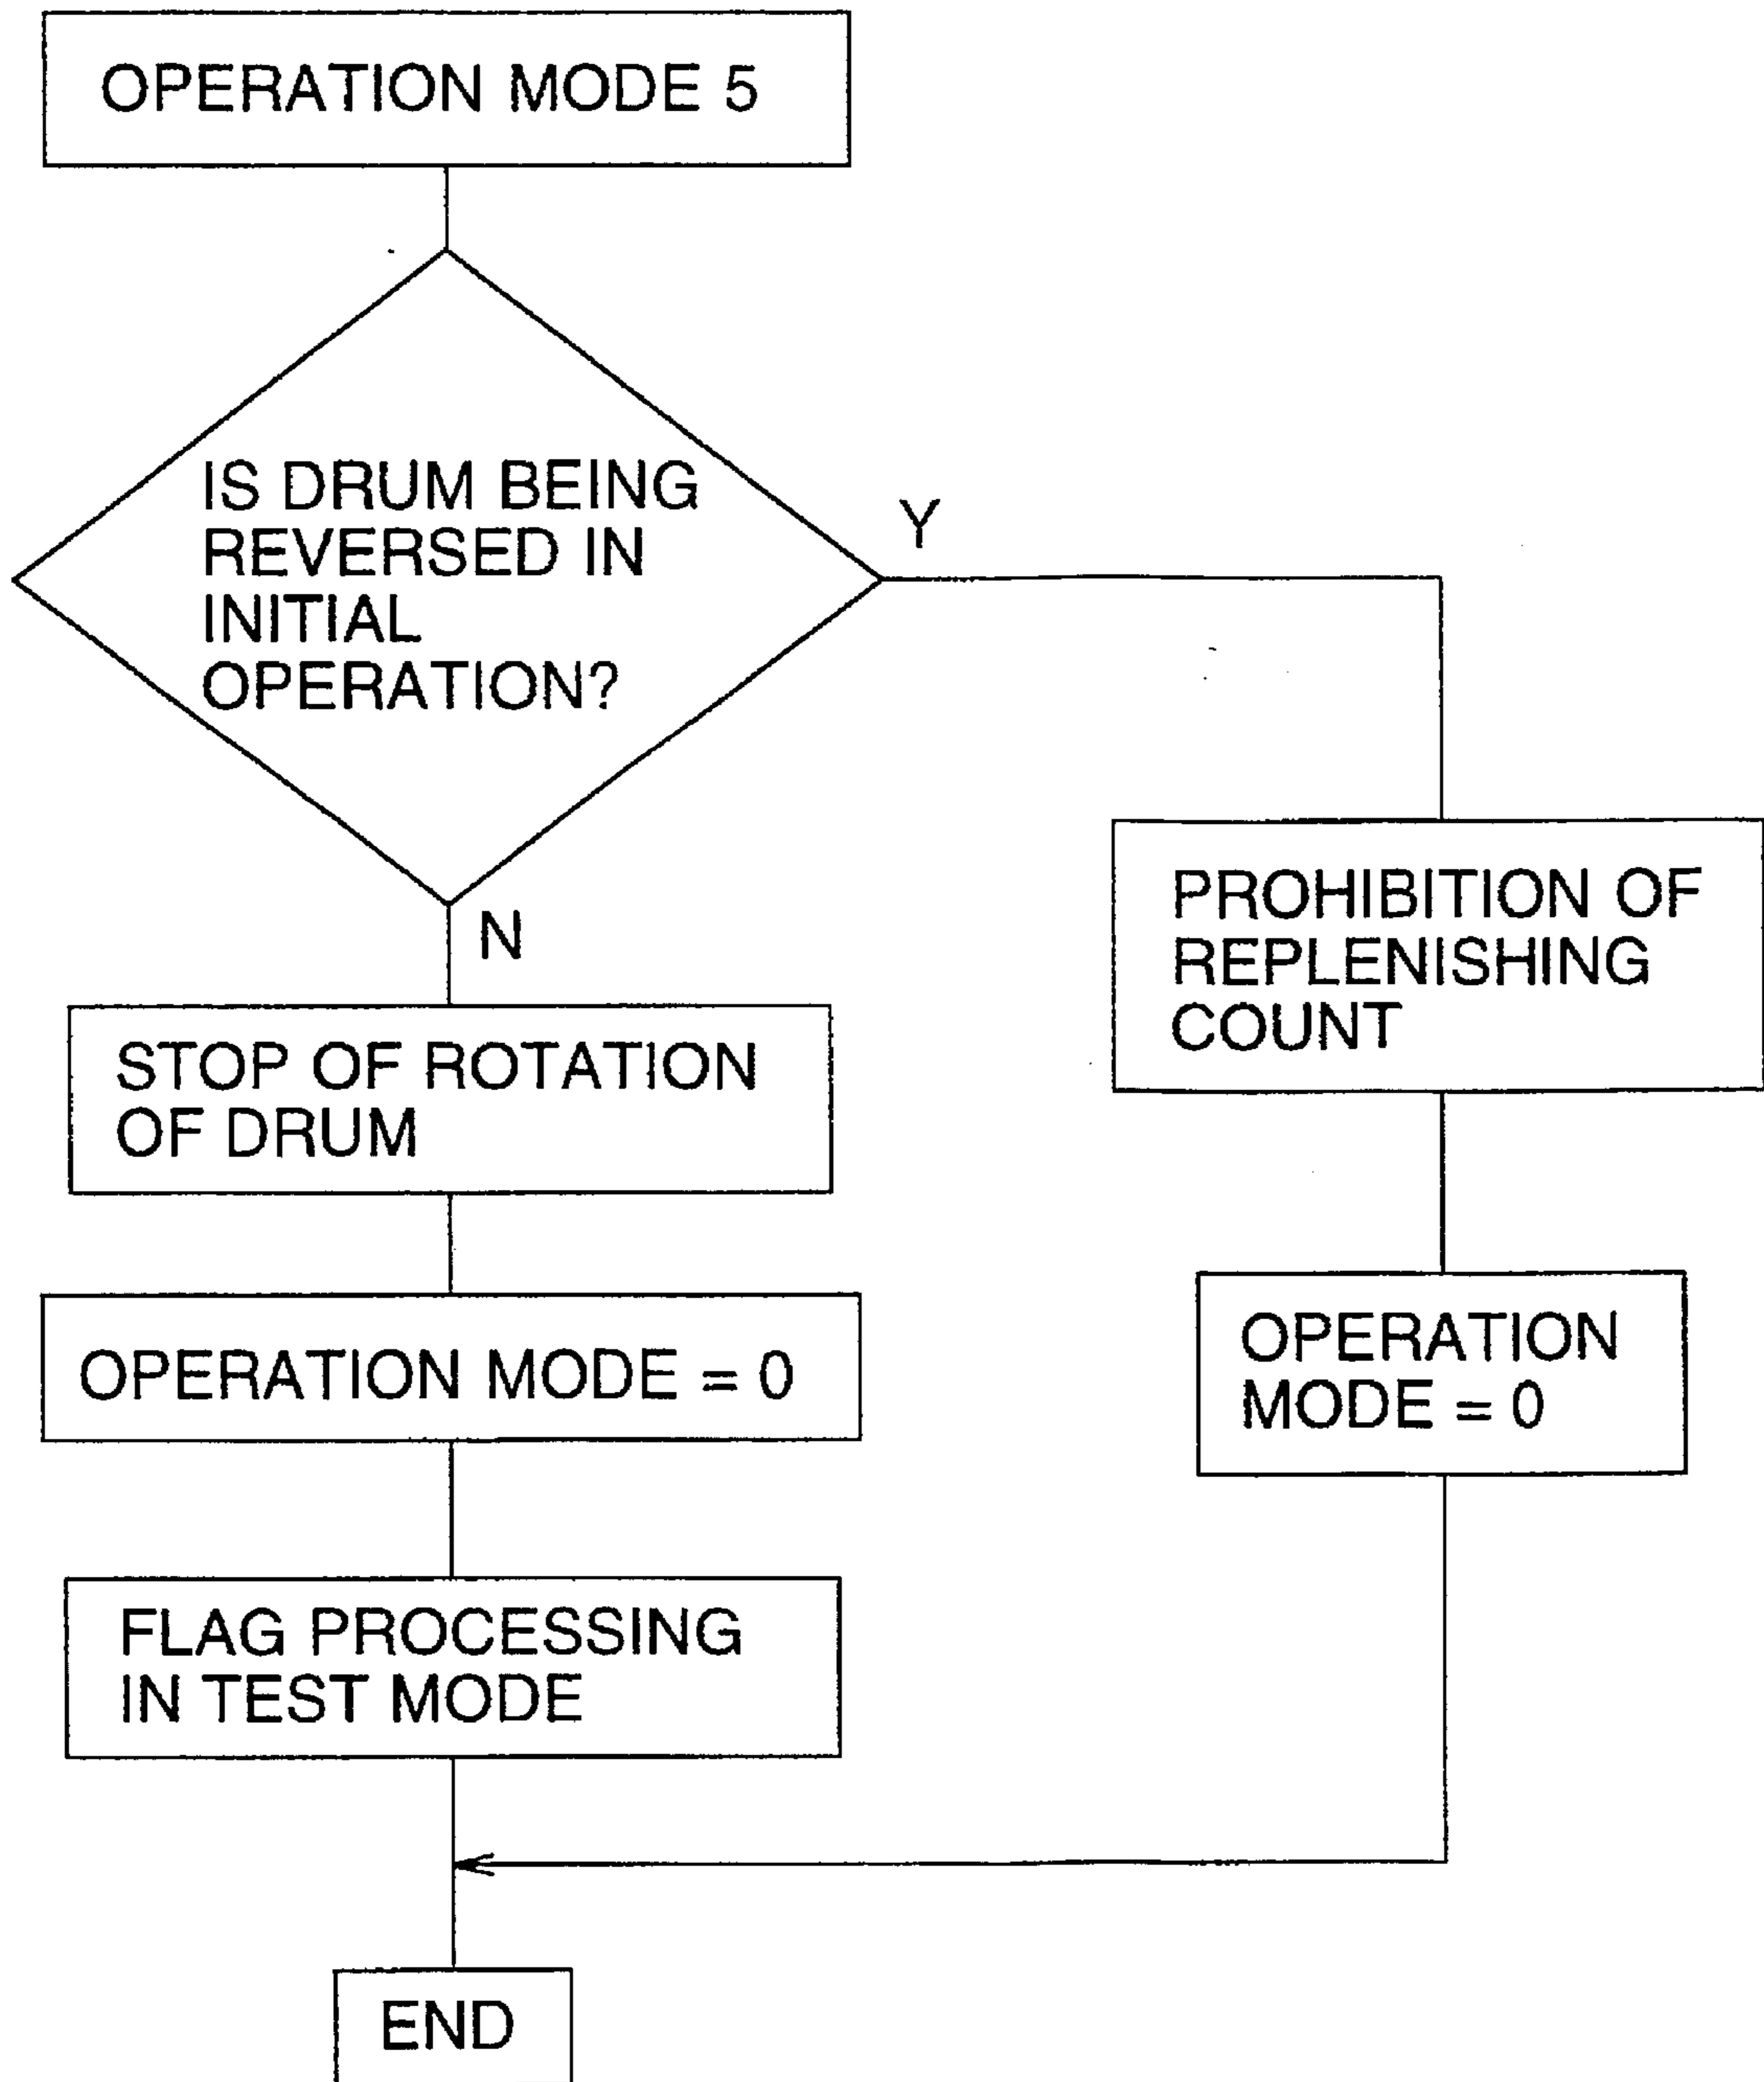 OPERATION MODE 5
IS DRUM BEING
REVERSED IN
INITIAL
OPERATION?
Y
N
PROHIBITION OF
REPLENISHING
COUNT
STOP OF ROTATION
OF DRUM
OPERATION MODE = 0
OPERATION
MODE = 0
FLAG PROCESSING
IN TEST MODE
END